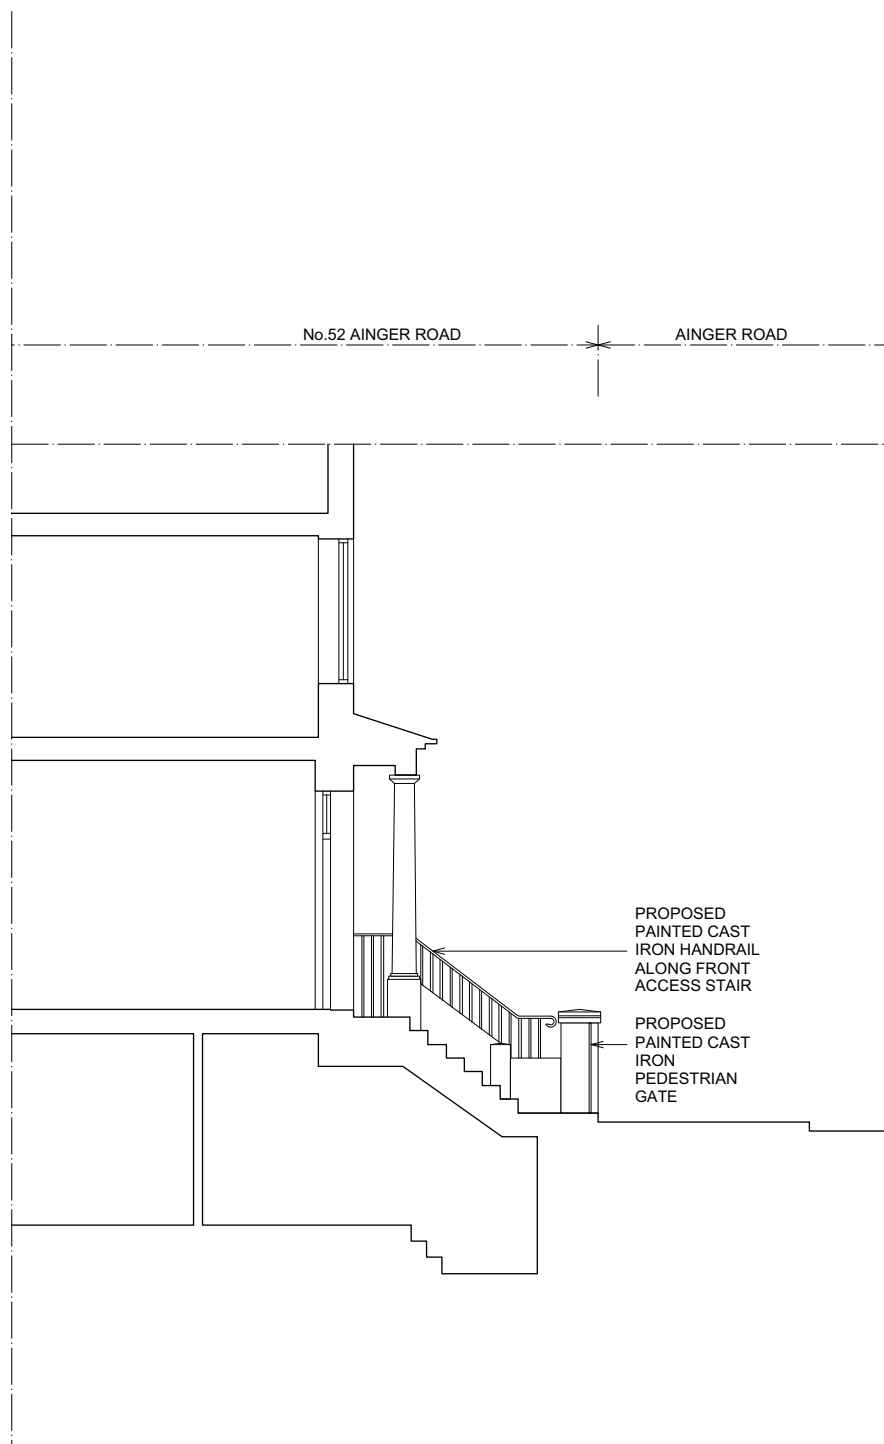 No.52 AINGER ROAD
AINGER ROAD
PROPOSED
PAINTED CAST
IRON HANDRAIL
ALONG FRONT
ACCESS STAIR
PROPOSED
PAINTED CAST
IRON
PEDESTRIAN
GATE